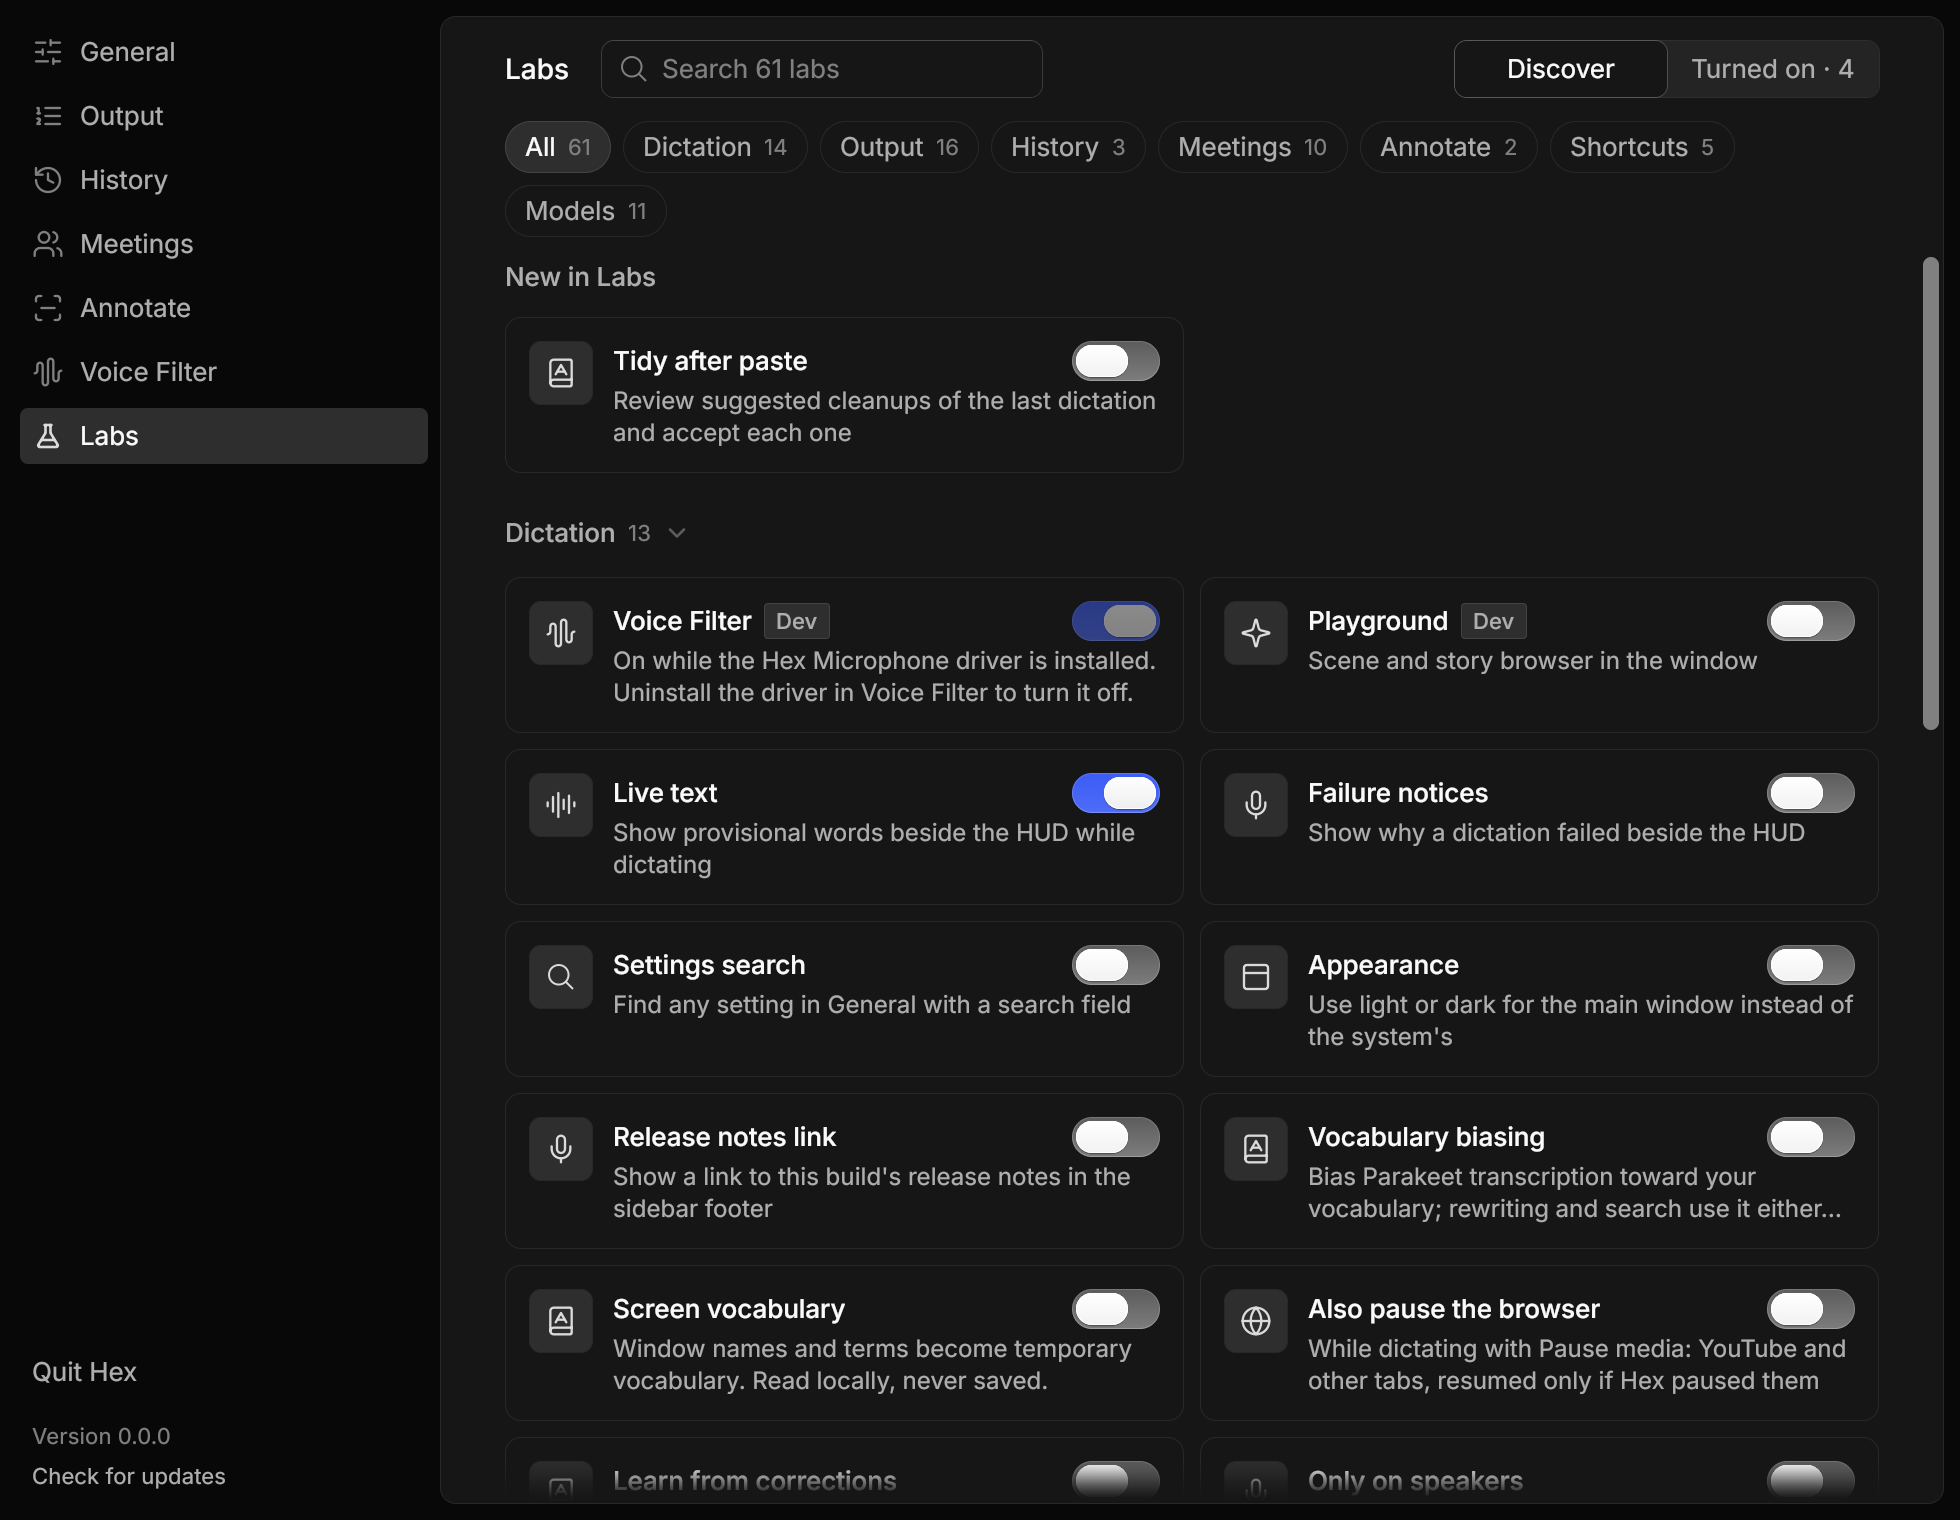 General
Output
History
Meetings
Annotate
Voice Filter
Labs
Quit Hex
Version 0.0.0
Check for updates
Labs
Search 61 labs
Discover
Turned on · 4
All 61
Dictation 14
Output 16
History 3
Meetings 10
Annotate 2
Shortcuts 5
Models 11
New in Labs
Tidy after paste
Review suggested cleanups of the last dictation
and accept each one
Dictation 13
Voice Filter Dev
On while the Hex Microphone driver is installed.
Uninstall the driver in Voice Filter to turn it off.
Playground Dev
Scene and story browser in the window
Live text
Show provisional words beside the HUD while
dictating
Failure notices
Show why a dictation failed beside the HUD
Settings search
Find any setting in General with a search field
Appearance
Use light or dark for the main window instead of
the system's
Release notes link
Show a link to this build's release notes in the
sidebar footer
Vocabulary biasing
Bias Parakeet transcription toward your
vocabulary; rewriting and search use it either...
Screen vocabulary
Window names and terms become temporary
vocabulary. Read locally, never saved.
Also pause the browser
While dictating with Pause media: YouTube and
other tabs, resumed only if Hex paused them
Learn from corrections
Only on speakers